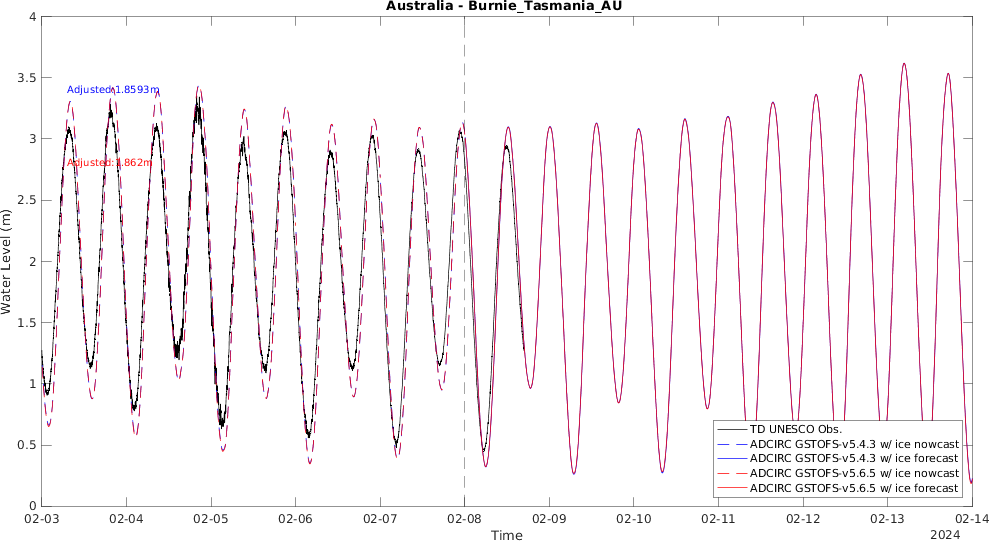 Australia - Burnie_Tasmania_AU
4
3.5
3
2.5
2
1.5
1
0.5
0
Water Level (m)
Adjusted:1.8593m
Adjusted:1.862m
TD UNESCO Obs.
ADCIRC GSTOFS-v5.4.3 w/ ice nowcast
ADCIRC GSTOFS-v5.4.3 w/ ice forecast
ADCIRC GSTOFS-v5.6.5 w/ ice nowcast
ADCIRC GSTOFS-v5.6.5 w/ ice forecast
02-03 02-04 02-05 02-06 02-07 02-08 02-09 02-10 02-11 02-12 02-13 02-14
Time
2024